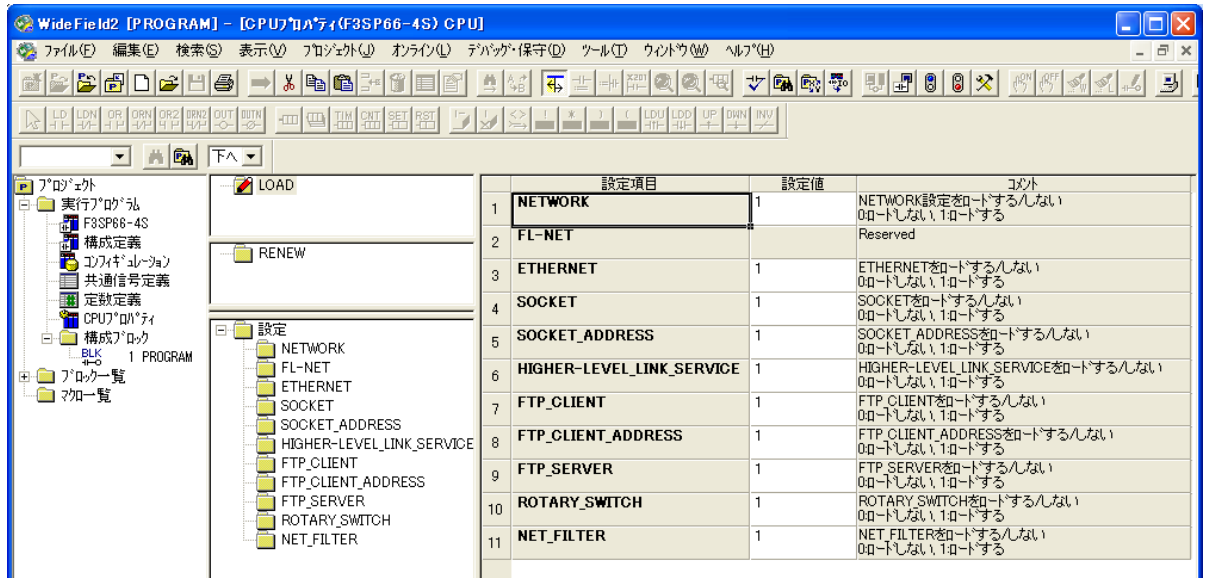 WideField2 [PROGRAM] - [CPUプロパティ(F3SP66-4S) CPU]
ファイル(F) 編集(E) 検索(S) 表示(V) プロジェクト(J) オンライン(L) デバッグ・保守(D) ツール(T) ウィンドウ(W) ヘルプ(H)
LD LDN OR ORN OR2 ORN2 OUT OUTN TIM CNT SET RST LDU LDD UP DWN INV
下へ
プロジェクト
実行プログラム
F3SP66-4S
構成定義
コンフィギュレーション
共通信号定義
定数定義
CPUプロパティ
構成ブロック
BLK 1 PROGRAM
ブロック一覧
マクロ一覧
LOAD
RENEW
設定
NETWORK
FL-NET
ETHERNET
SOCKET
SOCKET_ADDRESS
HIGHER-LEVEL_LINK_SERVICE
FTP_CLIENT
FTP_CLIENT_ADDRESS
FTP_SERVER
ROTARY_SWITCH
NET_FILTER
設定項目 設定値 コメント
1 NETWORK 1 NETWORK設定をロードする/しない
0:ロードしない, 1:ロードする
2 FL-NET Reserved
3 ETHERNET 1 ETHERNETをロードする/しない
0:ロードしない, 1:ロードする
4 SOCKET 1 SOCKETをロードする/しない
0:ロードしない, 1:ロードする
5 SOCKET_ADDRESS 1 SOCKET_ADDRESSをロードする/しない
0:ロードしない, 1:ロードする
6 HIGHER-LEVEL_LINK_SERVICE 1 HIGHER-LEVEL_LINK_SERVICEをロードする/しない
0:ロードしない, 1:ロードする
7 FTP_CLIENT 1 FTP_CLIENTをロードする/しない
0:ロードしない, 1:ロードする
8 FTP_CLIENT_ADDRESS 1 FTP_CLIENT_ADDRESSをロードする/しない
0:ロードしない, 1:ロードする
9 FTP_SERVER 1 FTP_SERVERをロードする/しない
0:ロードしない, 1:ロードする
10 ROTARY_SWITCH 1 ROTARY_SWITCHをロードする/しない
0:ロードしない, 1:ロードする
11 NET_FILTER 1 NET_FILTERをロードする/しない
0:ロードしない, 1:ロードする